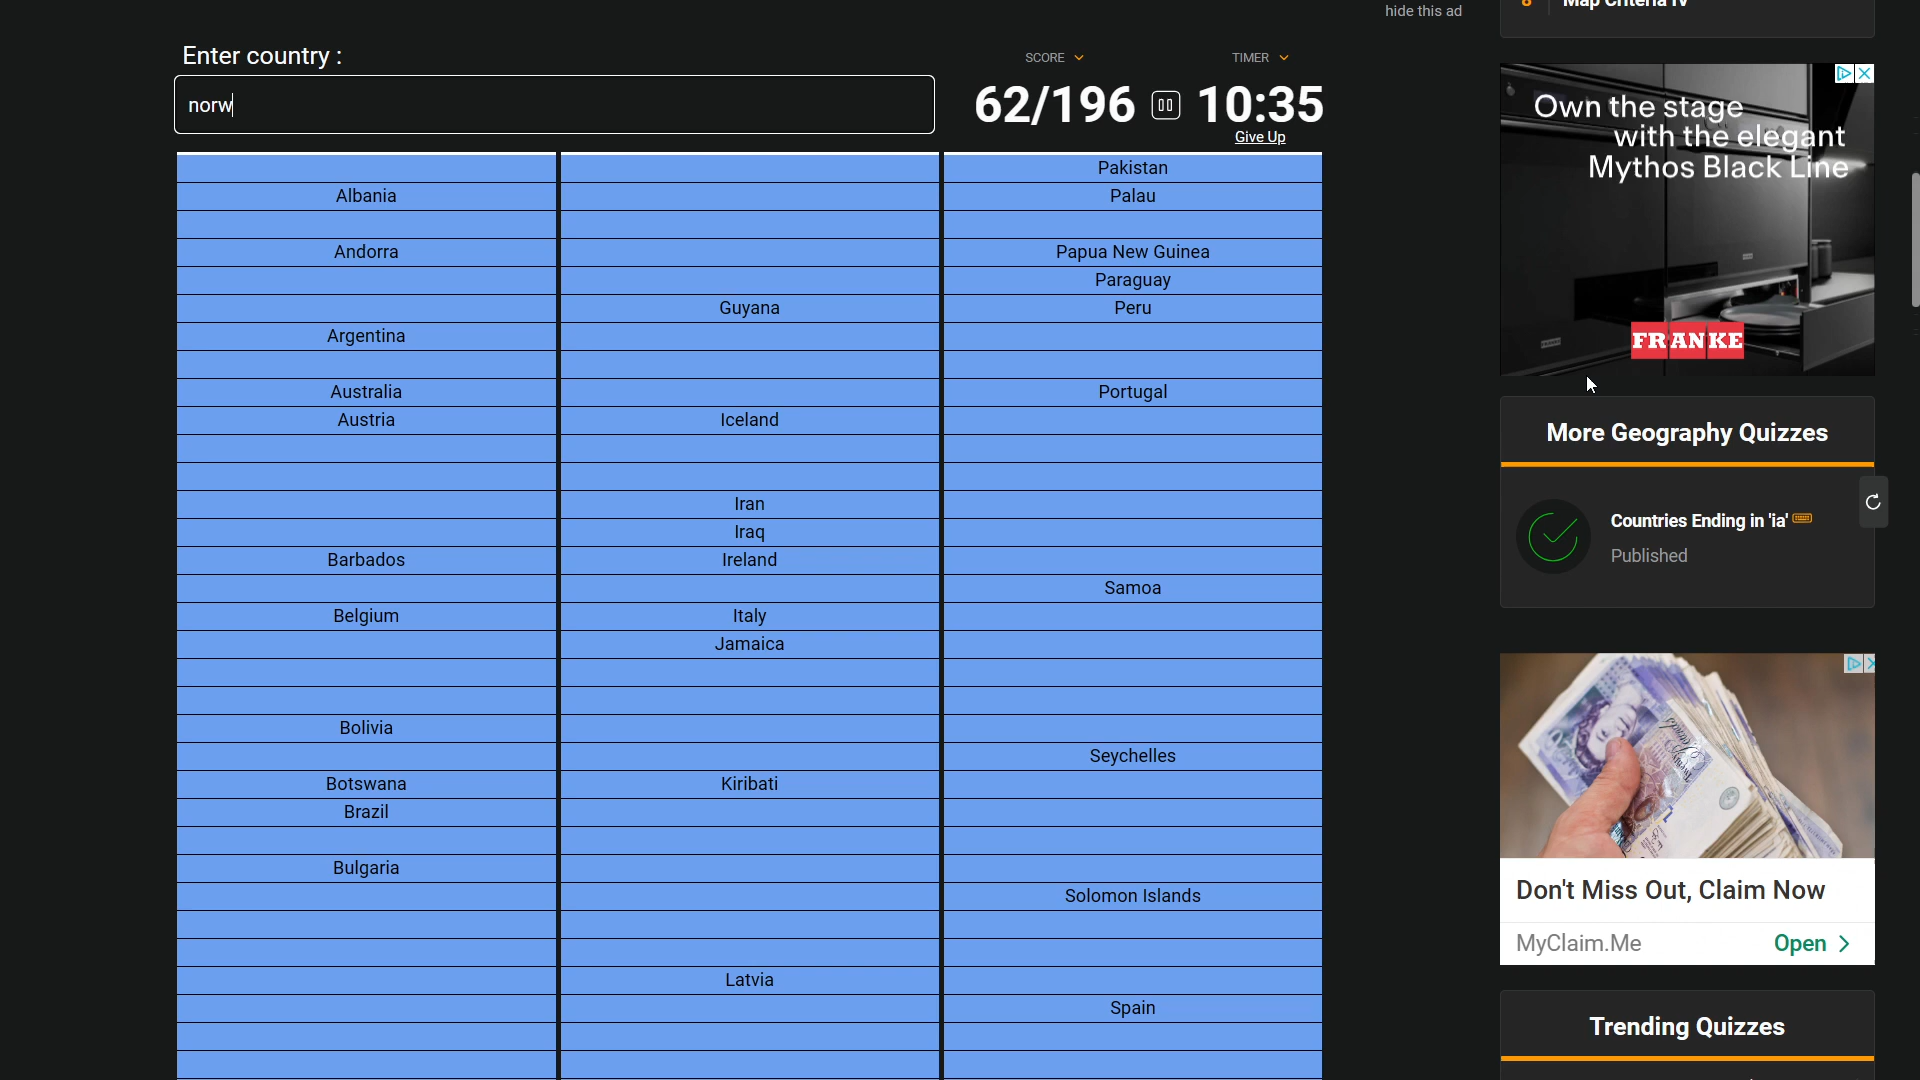 hide this ad
Map Criteria IV
Enter country :
norw
SCORE
TIMER
62/196
10:35
Give Up
Albania
Andorra
Argentina
Australia
Austria
Barbados
Belgium
Bolivia
Botswana
Brazil
Bulgaria
Guyana
Iceland
Iran
Iraq
Ireland
Italy
Jamaica
Kiribati
Latvia
Pakistan
Palau
Papua New Guinea
Paraguay
Peru
Portugal
Samoa
Seychelles
Solomon Islands
Spain
Own the stage
with the elegant
Mythos Black Line
FRANKE
More Geography Quizzes
Countries Ending in 'ia'
Published
Don't Miss Out, Claim Now
MyClaim.Me
Open
Trending Quizzes